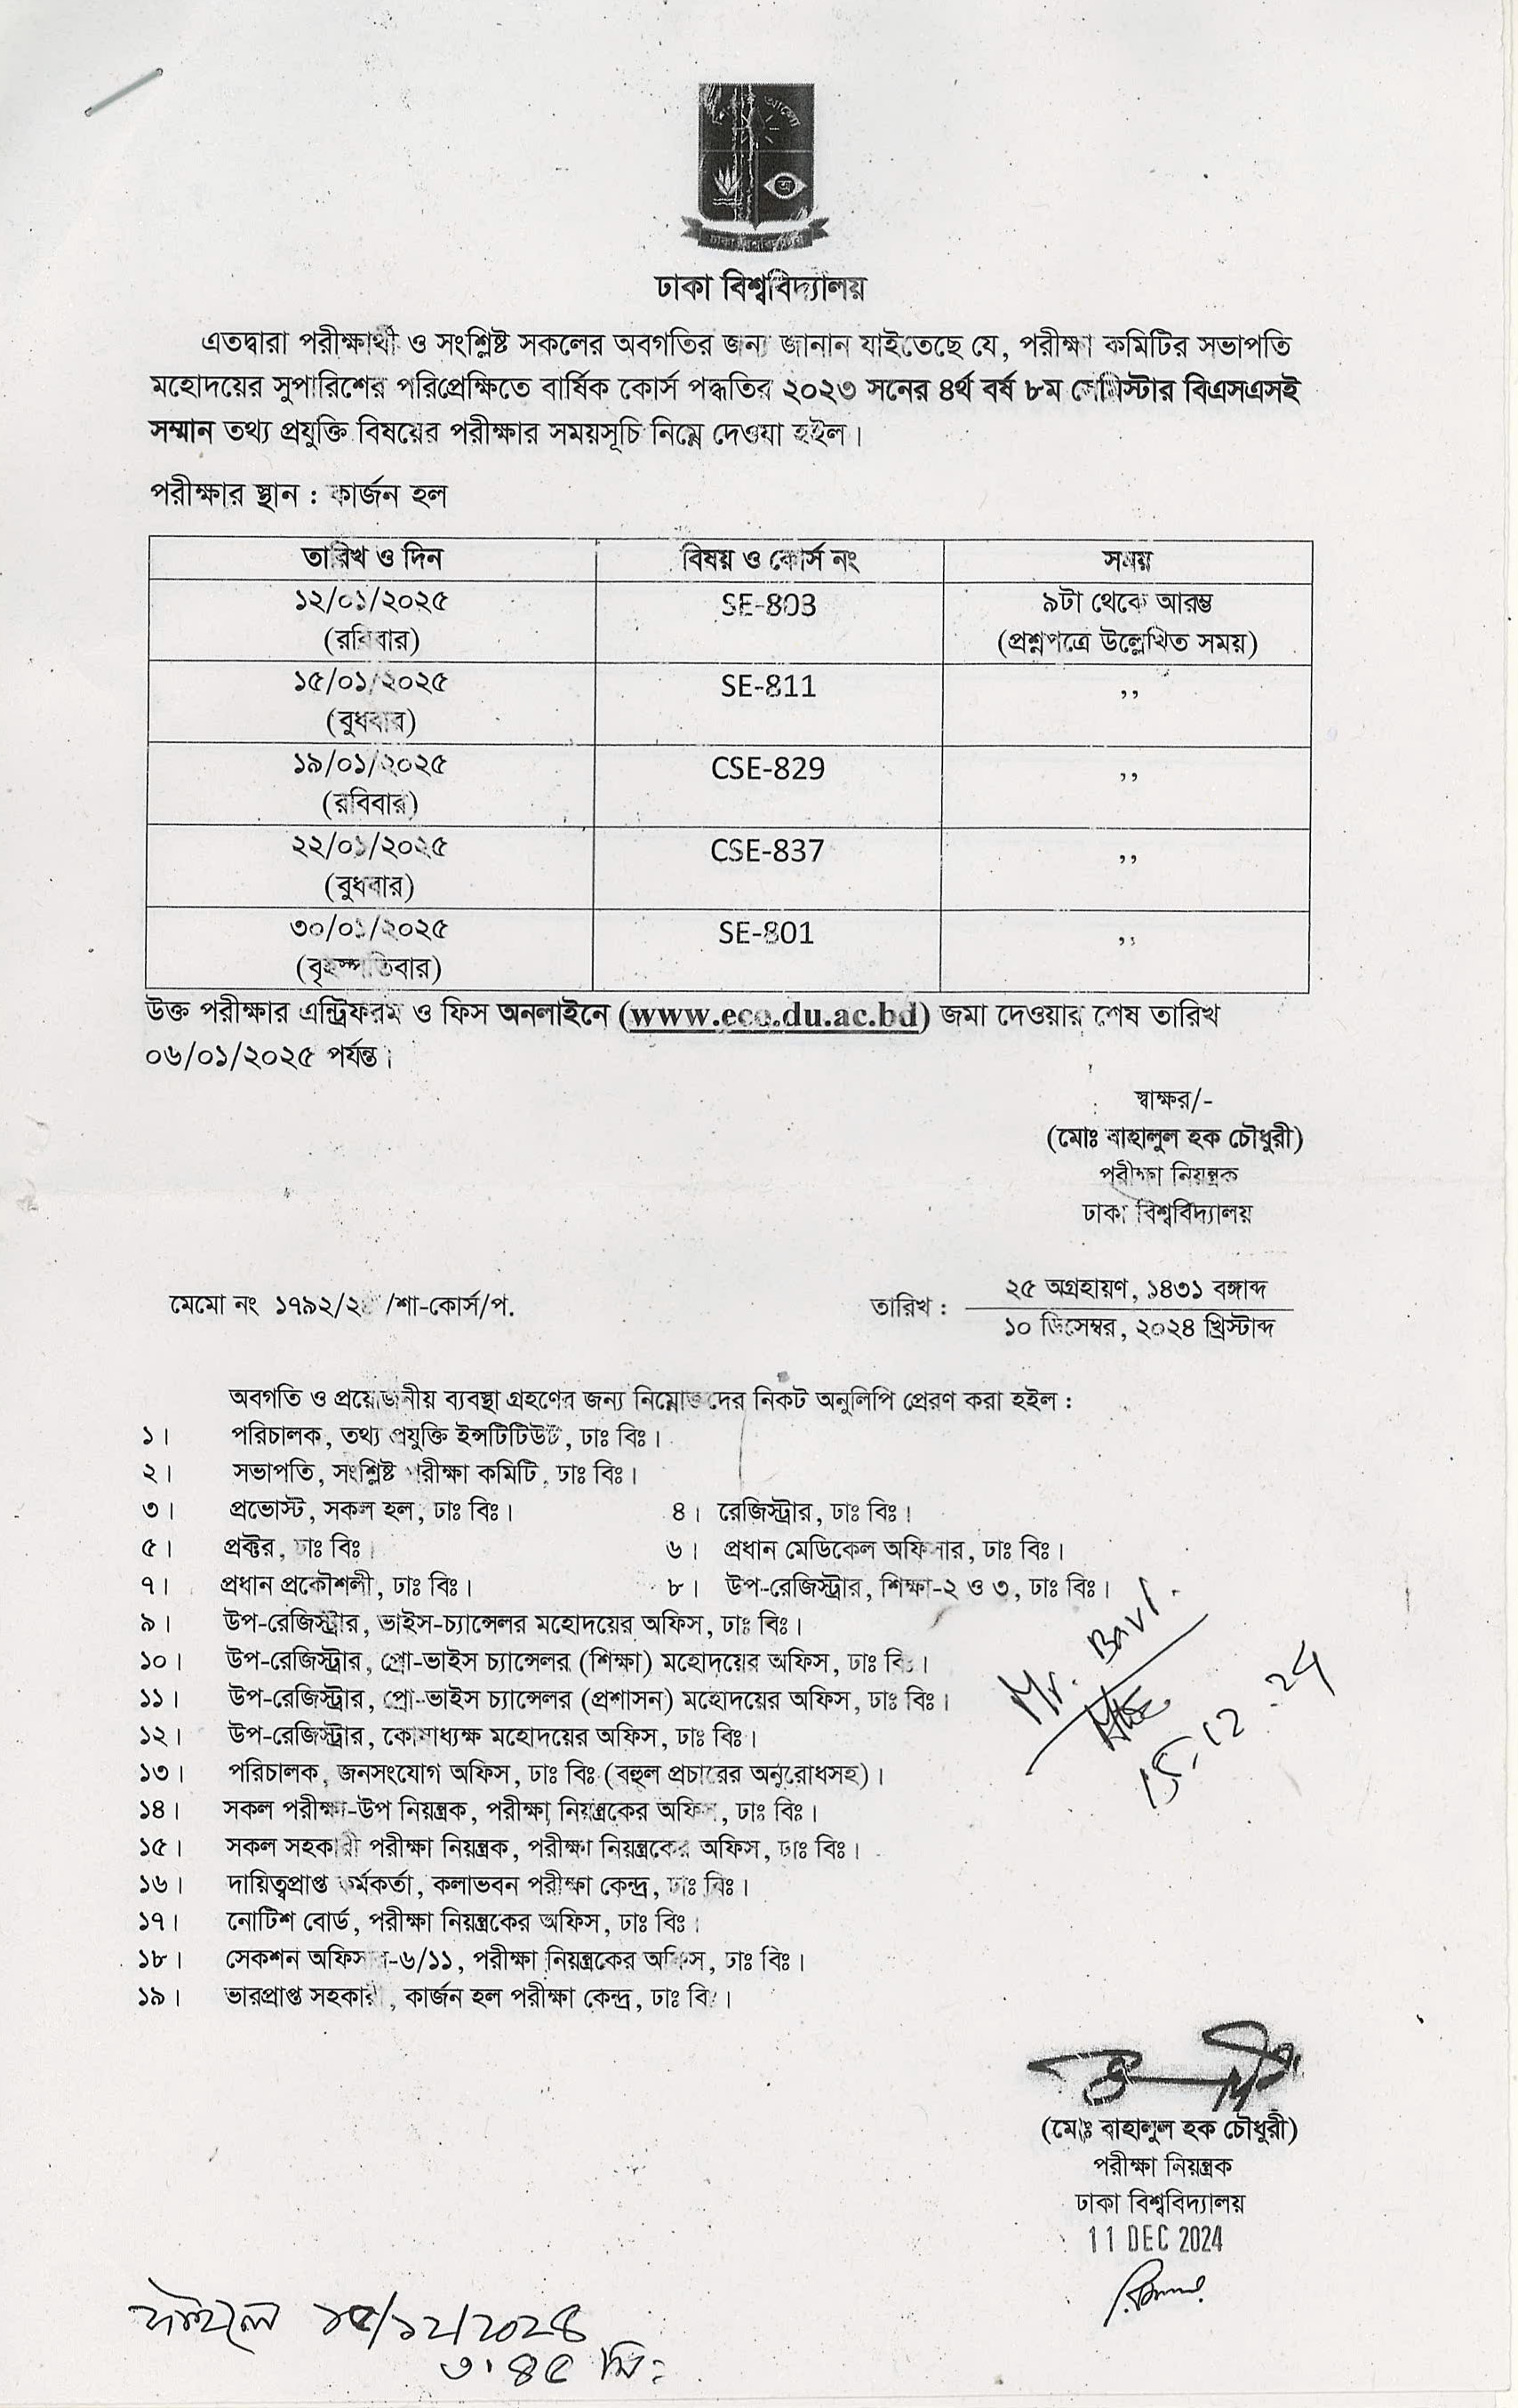 ঢাকা বিশ্ববিদ্যালয়
এতদ্বারা পরীক্ষার্থী ও সংশ্লিষ্ট সকলের অবগতির জন্য জানান যাইতেছে যে, পরীক্ষা কমিটির সভাপতি
মহোদয়ের সুপারিশের পরিপ্রেক্ষিতে বার্ষিক কোর্স পদ্ধতির ২০২৩ সনের ৪র্থ বর্ষ ৮ম সেমিস্টার বিএসএসই
সম্মান তথ্য প্রযুক্তি বিষয়ের পরীক্ষার সময়সূচি নিম্নে দেওয়া হইল।
পরীক্ষার স্থান : কার্জন হল
তারিখ ও দিন বিষয় ও কোর্স নং সময়
১২/০১/২০২৫ SE-803 ৯টা থেকে আরম্ভ
(রবিবার) (প্রশ্নপত্রে উল্লেখিত সময়)
১৫/০১/২০২৫ SE-811 ,,
(বুধবার)
১৯/০১/২০২৫ CSE-829 ,,
(রবিবার)
২২/০১/২০২৫ CSE-837 ,,
(বুধবার)
৩০/০১/২০২৫ SE-801 ,,
(বৃহস্পতিবার)
উক্ত পরীক্ষার এন্ট্রিফরম ও ফিস অনলাইনে (www.eco.du.ac.bd) জমা দেওয়ার শেষ তারিখ
০৬/০১/২০২৫ পর্যন্ত।
স্বাক্ষর/-
(মোঃ বাহালুল হক চৌধুরী)
পরীক্ষা নিয়ন্ত্রক
ঢাকা বিশ্ববিদ্যালয়
মেমো নং ১৭৯২/ /শা-কোর্স/প. তারিখ : ২৫ অগ্রহায়ণ, ১৪৩১ বঙ্গাব্দ
১০ ডিসেম্বর, ২০২৪ খ্রিস্টাব্দ
অবগতি ও প্রয়োজনীয় ব্যবস্থা গ্রহণের জন্য নিম্নোক্তদের নিকট অনুলিপি প্রেরণ করা হইল :
১। পরিচালক, তথ্য প্রযুক্তি ইন্সটিটিউট, ঢাঃ বিঃ।
২। সভাপতি, সংশ্লিষ্ট পরীক্ষা কমিটি, ঢাঃ বিঃ।
৩। প্রভোস্ট, সকল হল, ঢাঃ বিঃ। ৪। রেজিস্ট্রার, ঢাঃ বিঃ।
৫। প্রক্টর, ঢাঃ বিঃ। ৬। প্রধান মেডিকেল অফিসার, ঢাঃ বিঃ।
৭। প্রধান প্রকৌশলী, ঢাঃ বিঃ। ৮। উপ-রেজিস্ট্রার, শিক্ষা-২ ও ৩, ঢাঃ বিঃ।
৯। উপ-রেজিস্ট্রার, ভাইস-চ্যান্সেলর মহোদয়ের অফিস, ঢাঃ বিঃ।
১০। উপ-রেজিস্ট্রার, প্রো-ভাইস চ্যান্সেলর (শিক্ষা) মহোদয়ের অফিস, ঢাঃ বিঃ।
১১। উপ-রেজিস্ট্রার, প্রো-ভাইস চ্যান্সেলর (প্রশাসন) মহোদয়ের অফিস, ঢাঃ বিঃ।
১২। উপ-রেজিস্ট্রার, কোষাধ্যক্ষ মহোদয়ের অফিস, ঢাঃ বিঃ।
১৩। পরিচালক, জনসংযোগ অফিস, ঢাঃ বিঃ (বহুল প্রচারের অনুরোধসহ)।
১৪। সকল পরীক্ষা-উপ নিয়ন্ত্রক, পরীক্ষা নিয়ন্ত্রকের অফিস, ঢাঃ বিঃ।
১৫। সকল সহকারী পরীক্ষা নিয়ন্ত্রক, পরীক্ষা নিয়ন্ত্রকের অফিস, ঢাঃ বিঃ।
১৬। দায়িত্বপ্রাপ্ত কর্মকর্তা, কলাভবন পরীক্ষা কেন্দ্র, ঢাঃ বিঃ।
১৭। নোটিশ বোর্ড, পরীক্ষা নিয়ন্ত্রকের অফিস, ঢাঃ বিঃ।
১৮। সেকশন অফিসার-৬/১১, পরীক্ষা নিয়ন্ত্রকের অফিস, ঢাঃ বিঃ।
১৯। ভারপ্রাপ্ত সহকারী, কার্জন হল পরীক্ষা কেন্দ্র, ঢাঃ বিঃ।
Mr. Bari.
15-12-24
(মোঃ বাহালুল হক চৌধুরী)
পরীক্ষা নিয়ন্ত্রক
ঢাকা বিশ্ববিদ্যালয়
11 DEC 2024
১৫/১২/২০২৪
৩.৪৫ মি: